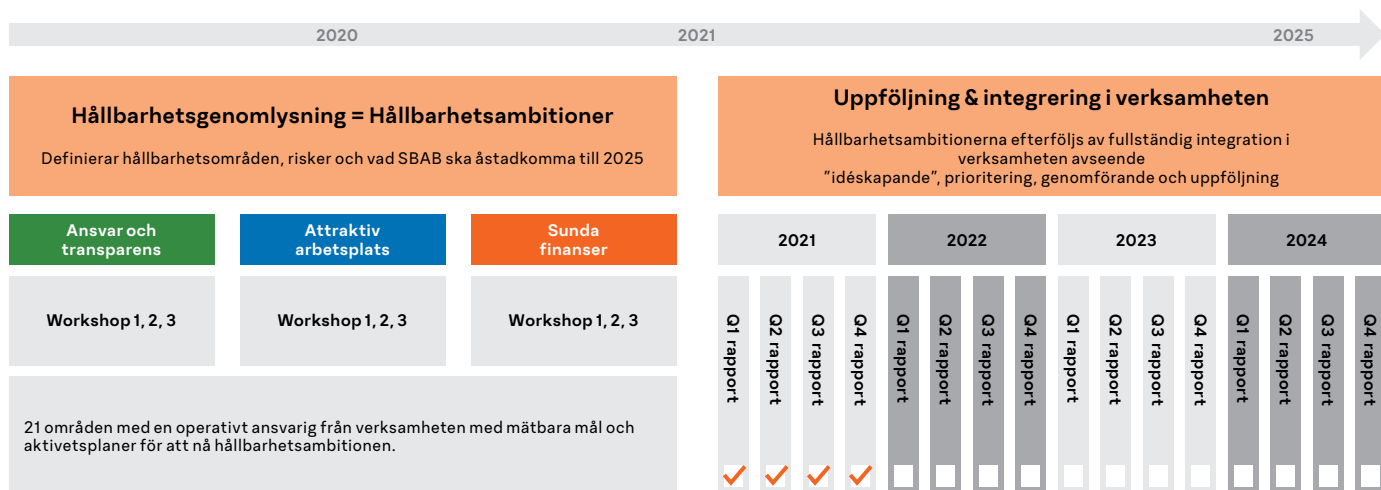 2020
2021
2025
Hållbarhetsgenomlysning = Hållbarhetsambitioner
Definierar hållbarhetsområden, risker och vad SBAB ska åstadkomma till 2025
Uppföljning & integrering i verksamheten
Hållbarhetsambitionerna efterföljs av fullständig integration i
verksamheten avseende
”idéskapande”, prioritering, genomförande och uppföljning
Ansvar och
transparens
Attraktiv
arbetsplats
Sunda
finanser
Workshop 1, 2, 3
Workshop 1, 2, 3
Workshop 1, 2, 3
21 områden med en operativt ansvarig från verksamheten med mätbara mål och
aktivetsplaner för att nå hållbarhetsambitionen.
2021
2022
2023
2024
Q1 rapport
Q2 rapport
Q3 rapport
Q4 rapport
Q1 rapport
Q2 rapport
Q3 rapport
Q4 rapport
Q1 rapport
Q2 rapport
Q3 rapport
Q4 rapport
Q1 rapport
Q2 rapport
Q3 rapport
Q4 rapport